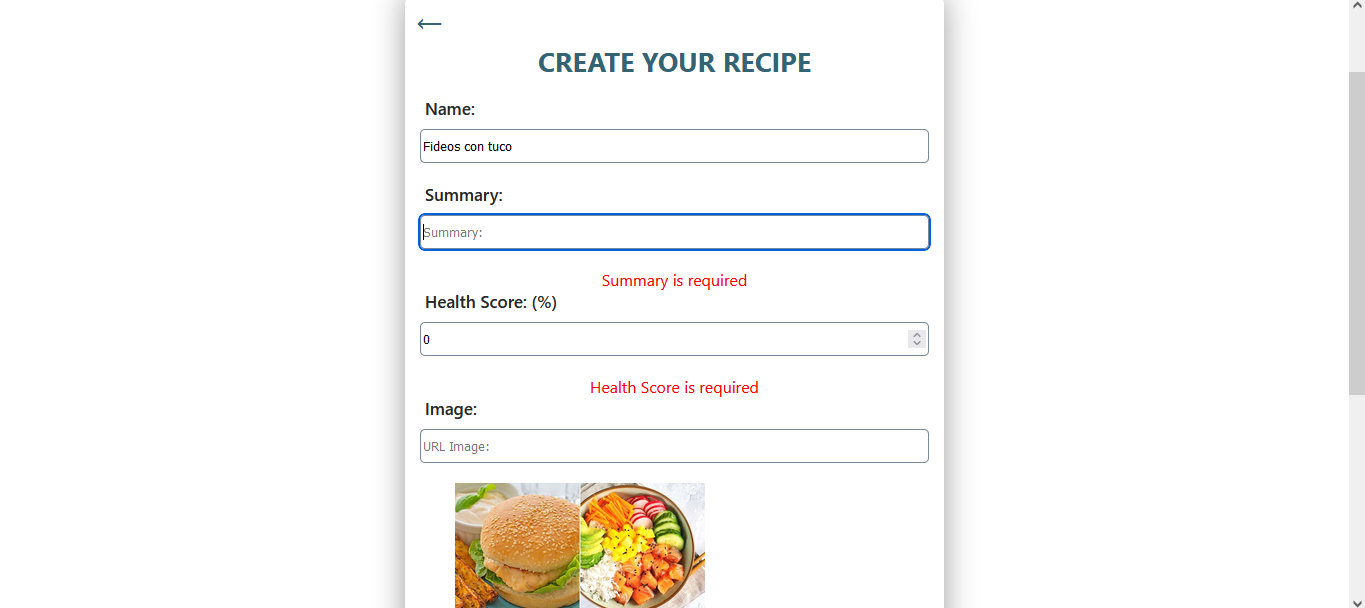 CREATE YOUR RECIPE
Name:
Fideos con tuco
Summary:
Summary:
Summary is required
Health Score: (%)
0
Health Score is required
Image:
URL Image: